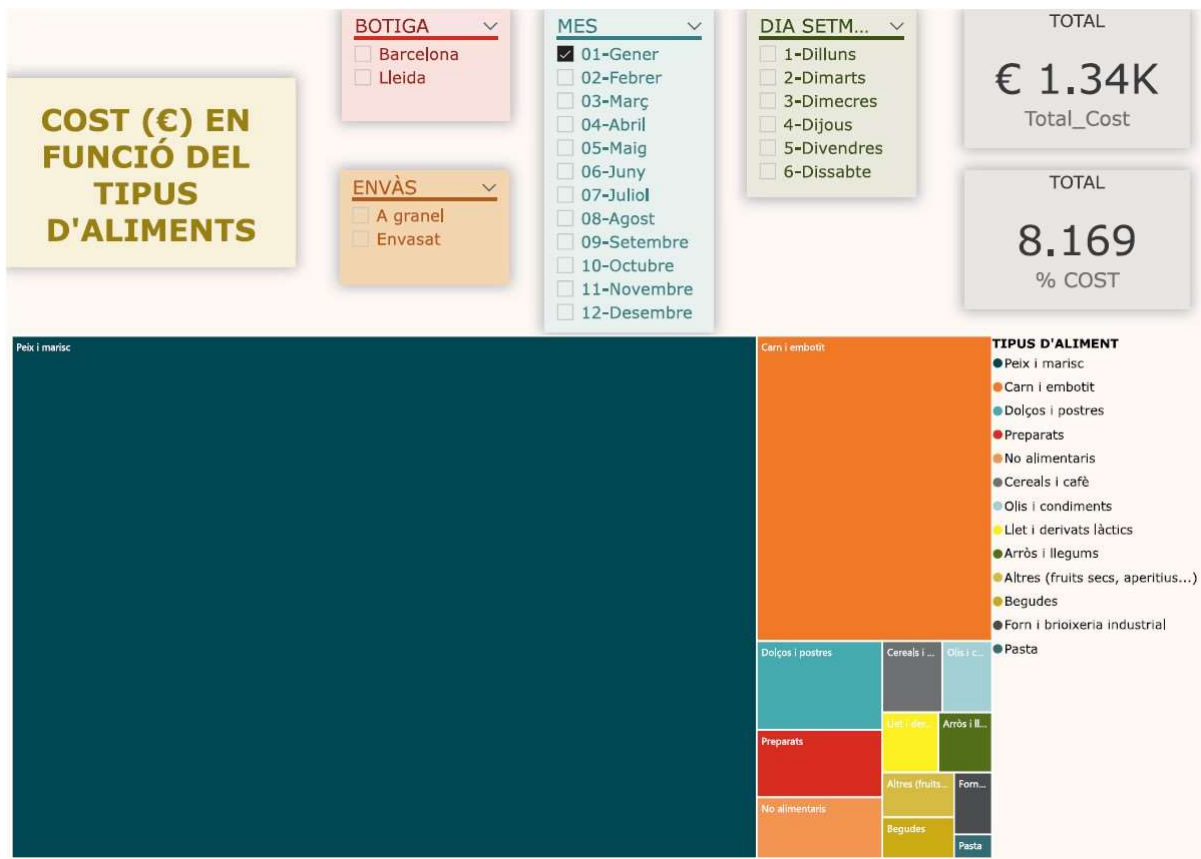 COST (€) EN
FUNCIÓ DEL
TIPUS
D'ALIMENTS
BOTIGA
Barcelona
Lleida
ENVÀS
A granel
Envasat
MES
01-Gener
02-Febrer
03-Març
04-Abril
05-Maig
06-Juny
07-Juliol
08-Agost
09-Setembre
10-Octubre
11-Novembre
12-Desembre
DIA SETM...
1-Dilluns
2-Dimarts
3-Dimecres
4-Dijous
5-Divendres
6-Dissabte
TOTAL
€ 1.34K
Total_Cost
TOTAL
8.169
% COST
Peix i marisc
Carn i embotit
Dolços i postres
Preparats
No alimentaris
Cereals i ...
Olis i c...
Llet i der...
Arròs i ll...
Altres (fruits...
Forn...
Begudes
Pasta
TIPUS D'ALIMENT
Peix i marisc
Carn i embotit
Dolços i postres
Preparats
No alimentaris
Cereals i cafè
Olis i condiments
Llet i derivats làctics
Arròs i llegums
Altres (fruits secs, aperitius...)
Begudes
Forn i brioixeria industrial
Pasta